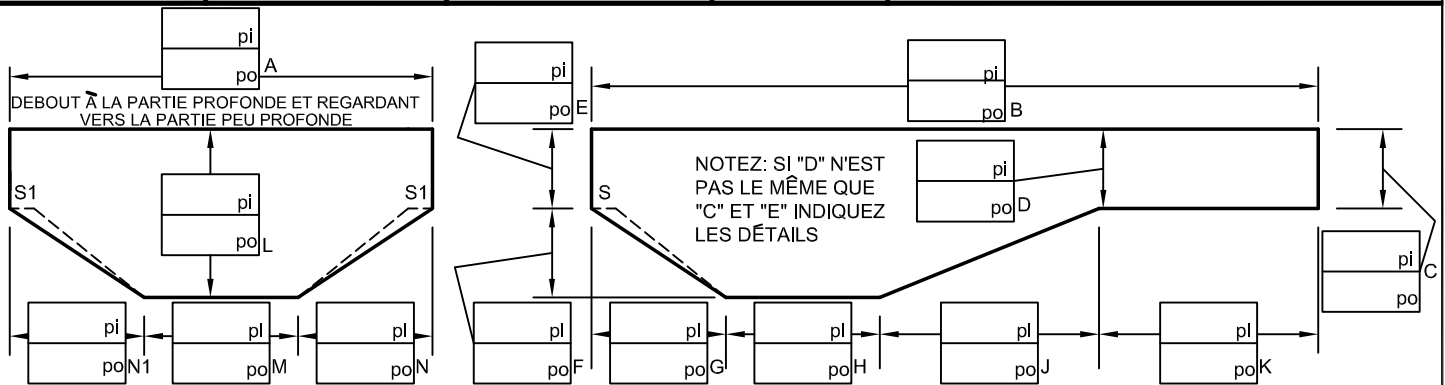 pi
po A
DEBOUT À LA PARTIE PROFONDE ET REGARDANT
VERS LA PARTIE PEU PROFONDE
S1
S1
pi
po L
pi
po N1
pl
po M
pl
po N
pi
po E
pl
po F
pi
po B
NOTEZ: SI "D" N'EST
PAS LE MÊME QUE
"C" ET "E" INDIQUEZ
LES DÉTAILS
pi
po D
S
pi
po C
pl
po G
pl
po H
pl
po J
pl
po K